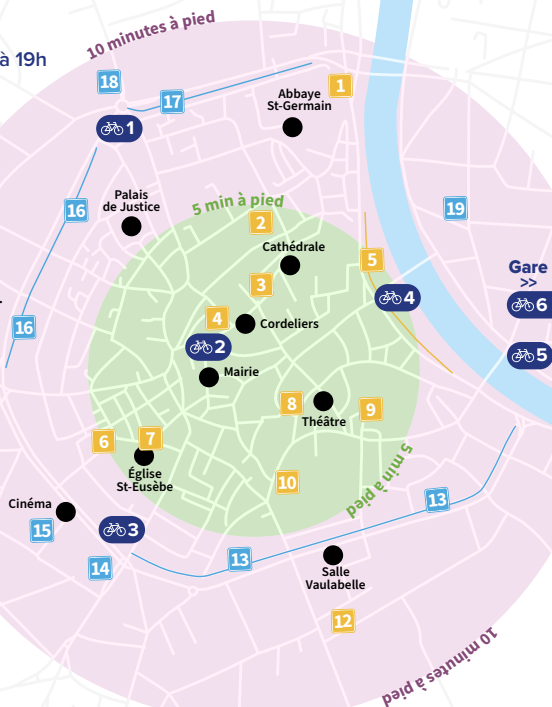 10 minutes à pied
à 19h
18
17
1
Abbaye
St-Germain
1
Palais
de Justice
16
5 min à pied
19
2
Cathédrale
5
Gare
>>
3
4
6
4
Cordeliers
16
2
5
Mairie
8
9
Théâtre
6
7
5 min à pied
Église
St-Eusèbe
10
13
Cinéma
15
3
13
14
Salle
Vaulabelle
12
10 minutes à pied